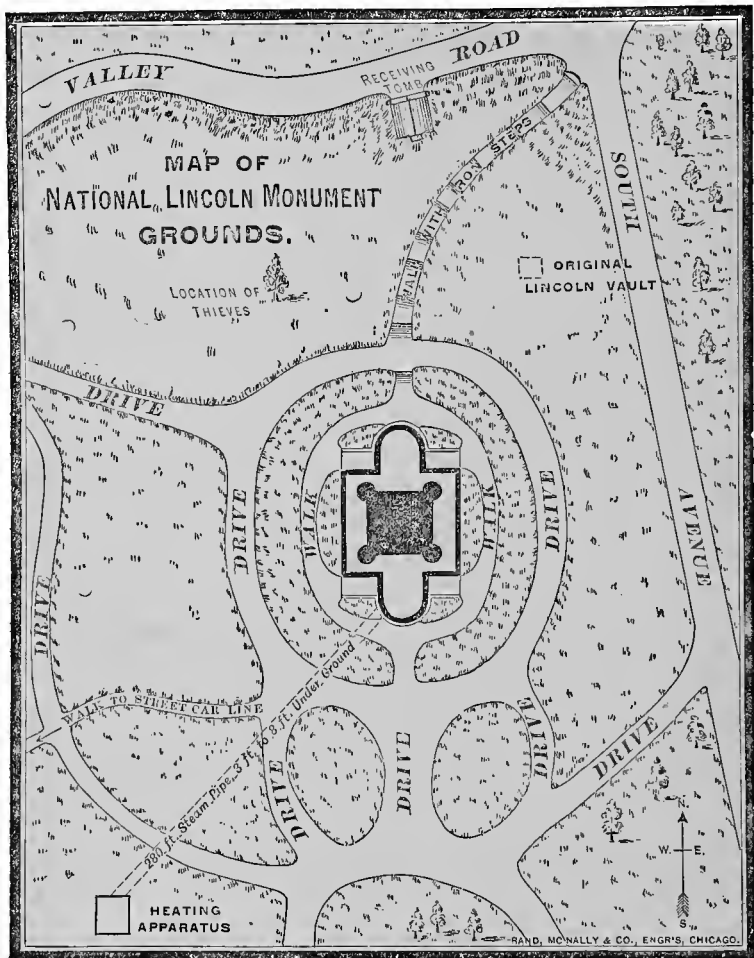 VALLEY ROAD
RECEIVING
TOMB
MAP OF
NATIONAL LINCOLN MONUMENT
GROUNDS.
WALK WITH IRON STEPS
SOUTH AVENUE
ORIGINAL
LINCOLN VAULT
LOCATION OF
THIEVES
DRIVE
DRIVE
WALK
WALK
DRIVE
DRIVE
WALK TO STREET CAR LINE
280 ft. Steam Pipe, 3 ft. to 8 ft. Under Ground
DRIVE
DRIVE
DRIVE
DRIVE
N.
W. E.
S.
HEATING
APPARATUS
RAND, MCNALLY & CO., ENGR'S, CHICAGO.